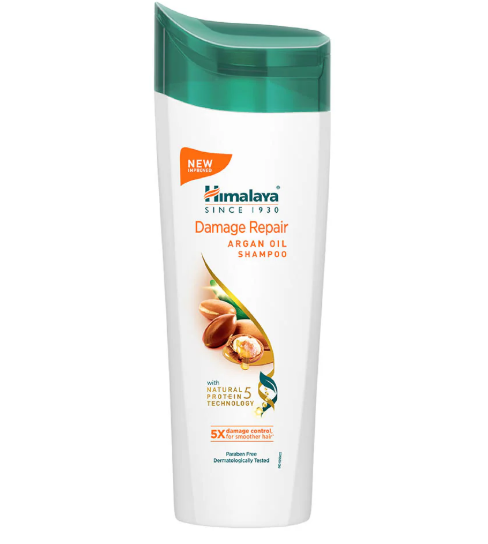 NEW
IMPROVED
Himalaya®
SINCE 1930
Damage Repair
ARGAN OIL
SHAMPOO
with
NATURAL
PROTEIN 5
TECHNOLOGY
5X damage control,
for smoother hair*
Paraben Free
Dermatologically Tested